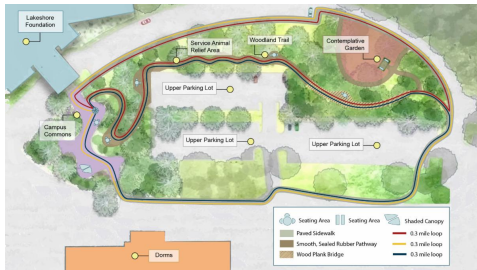 Lakeshore
Foundation
Service Animal
Relief Area
Woodland Trail
Contemplative
Garden
Upper Parking Lot
Campus
Commons
Upper Parking Lot
Upper Parking Lot
Dorms
Seating Area
Seating Area
Shaded Canopy
Paved Sidewalk
0.3 mile loop
Smooth, Sealed Rubber Pathway
0.3 mile loop
Wood Plank Bridge
0.3 mile loop